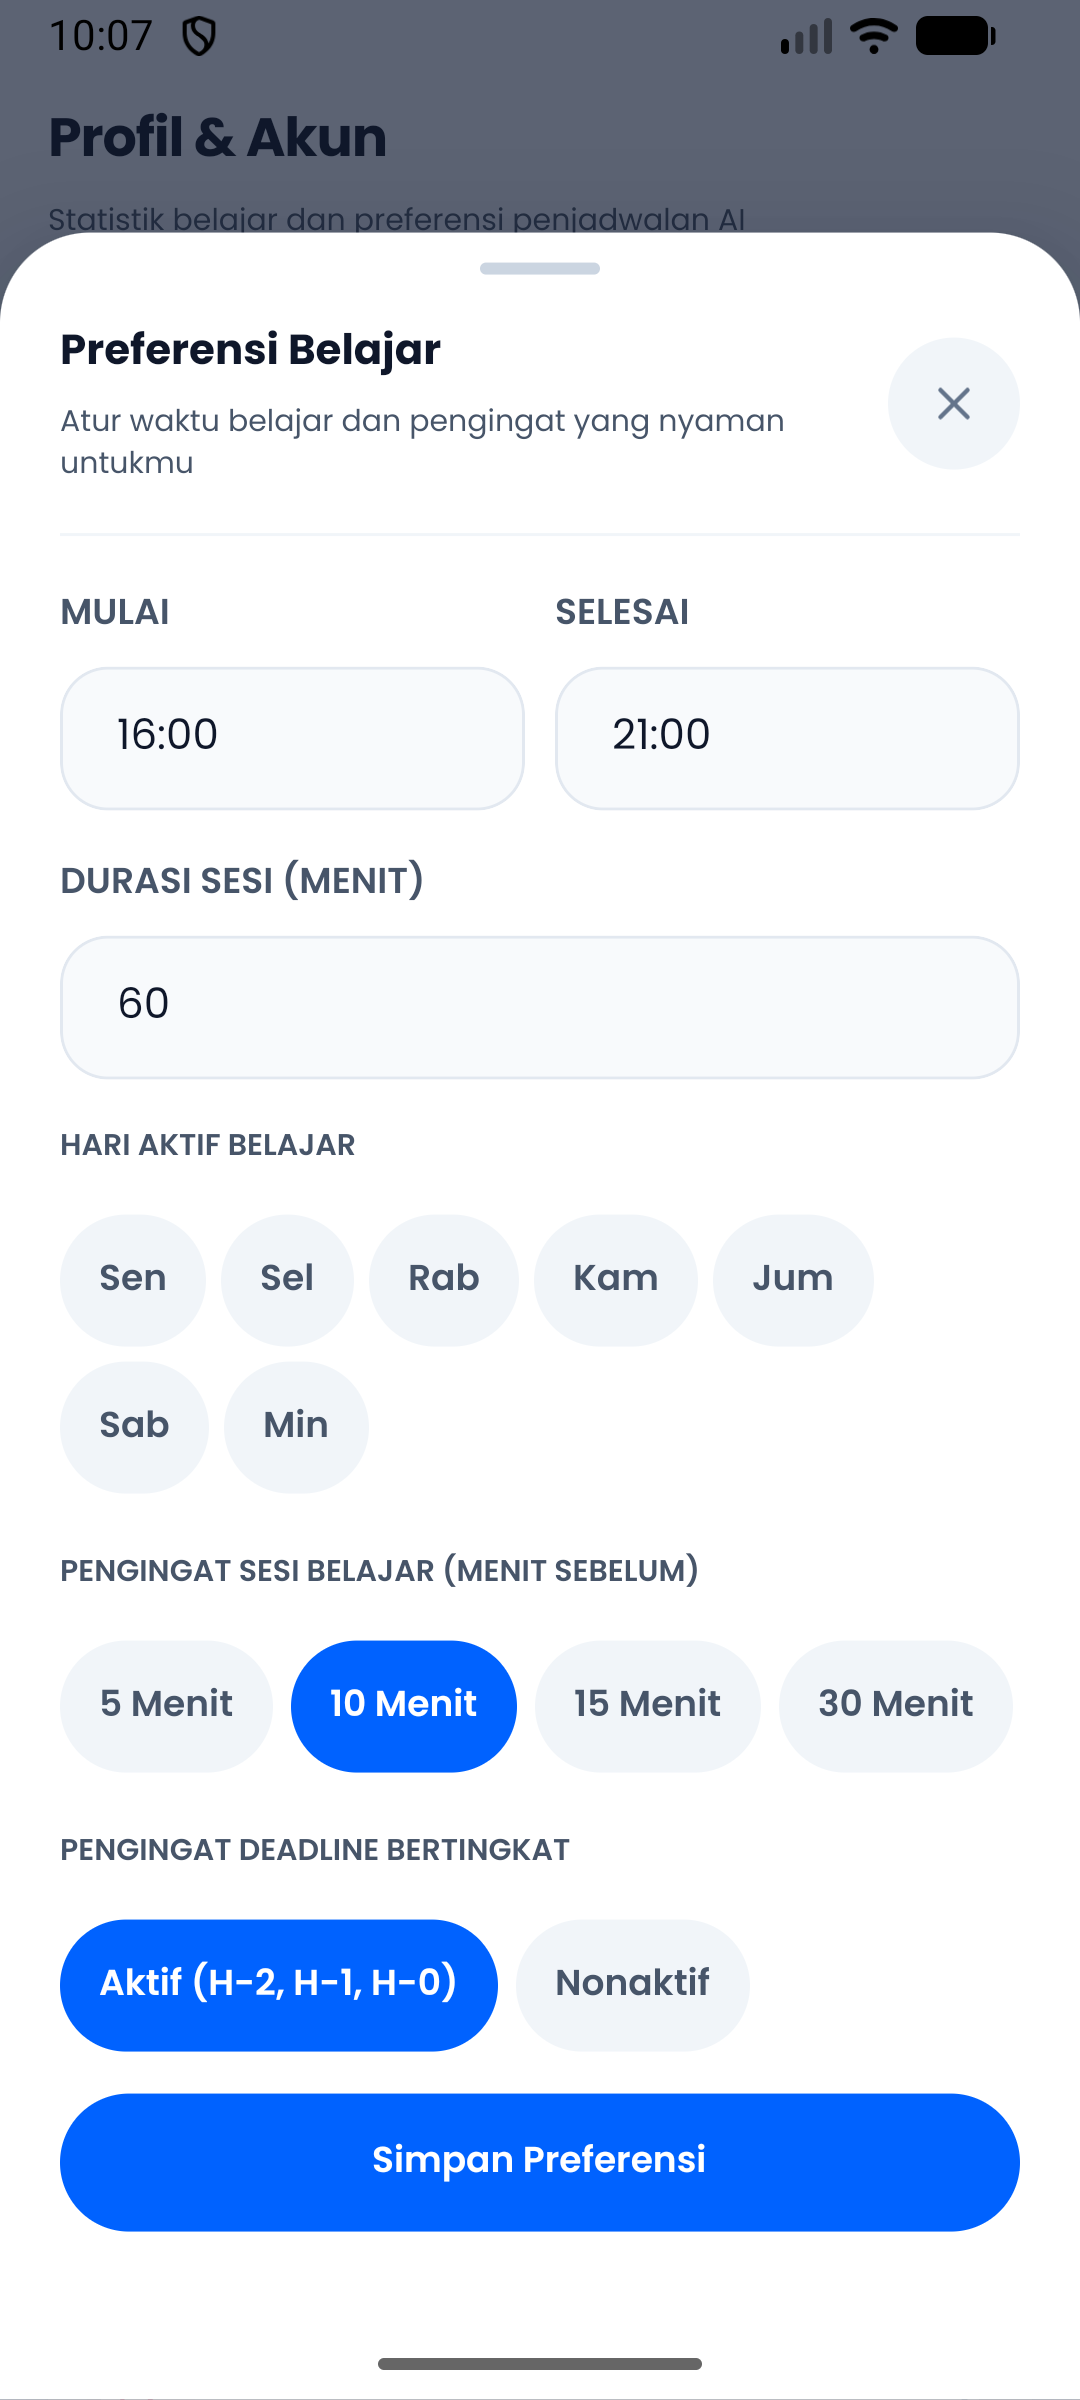 10:07
Profil & Akun
Statistik belajar dan preferensi penjadwalan AI
Preferensi Belajar
Atur waktu belajar dan pengingat yang nyaman
untukmu
MULAI
SELESAI
16:00
21:00
DURASI SESI (MENIT)
60
HARI AKTIF BELAJAR
Sen
Sel
Rab
Kam
Jum
Sab
Min
PENGINGAT SESI BELAJAR (MENIT SEBELUM)
5 Menit
10 Menit
15 Menit
30 Menit
PENGINGAT DEADLINE BERTINGKAT
Aktif (H-2, H-1, H-0)
Nonaktif
Simpan Preferensi